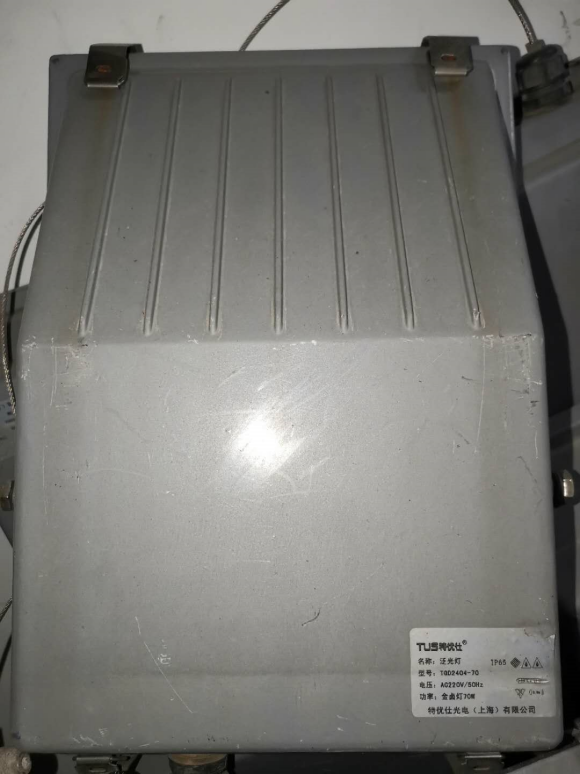 TUS特优仕®
名称：泛光灯 IP65
型号：TGD2404-70
电压：AC220V/50Hz
功率：金卤灯70W
特优仕光电（上海）有限公司